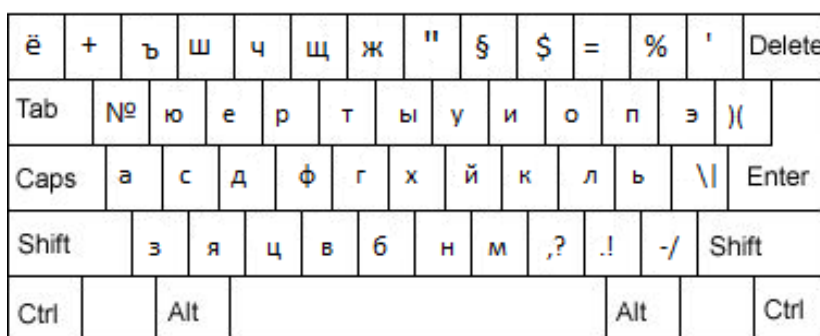 ё + ъ ш ч щ ж " § $ = % ' Delete
Tab № ю е р т ы у и о п э )(
Caps а с д ф г х й к л ь \| Enter
Shift з я ц в б н м ,? .! -/ Shift
Ctrl Alt Alt Ctrl